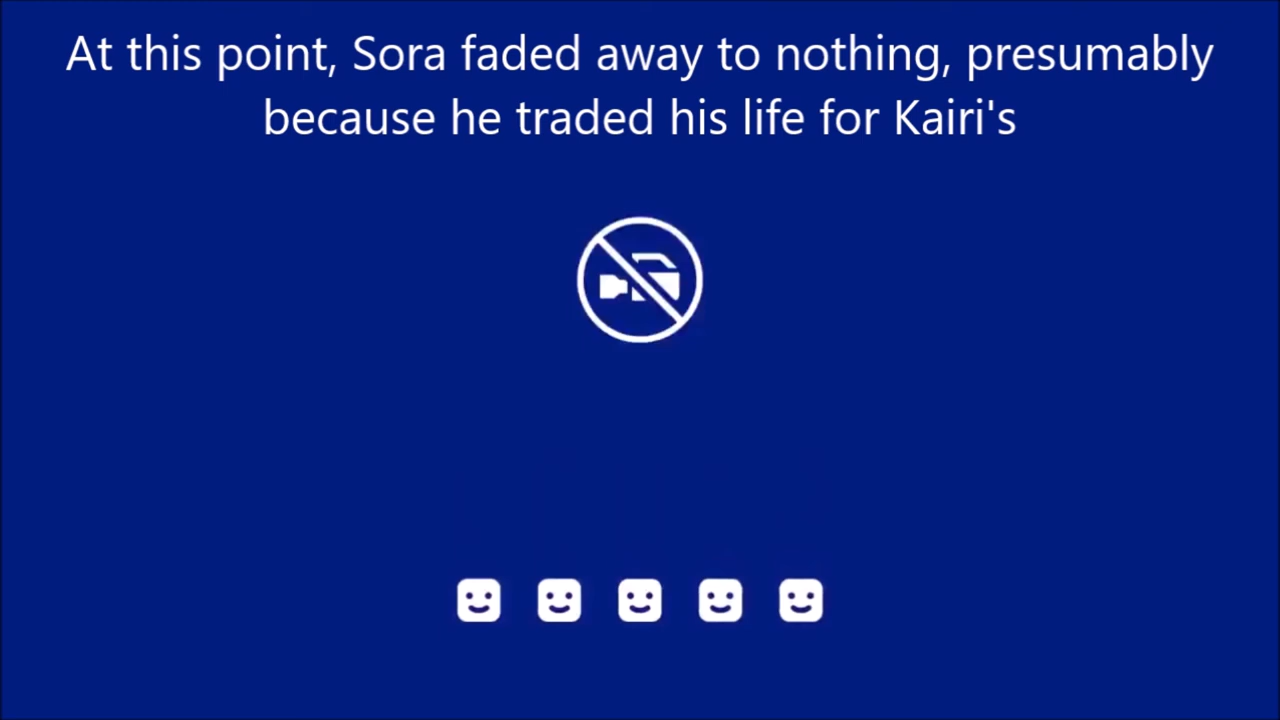 At this point, Sora faded away to nothing, presumably
because he traded his life for Kairi's